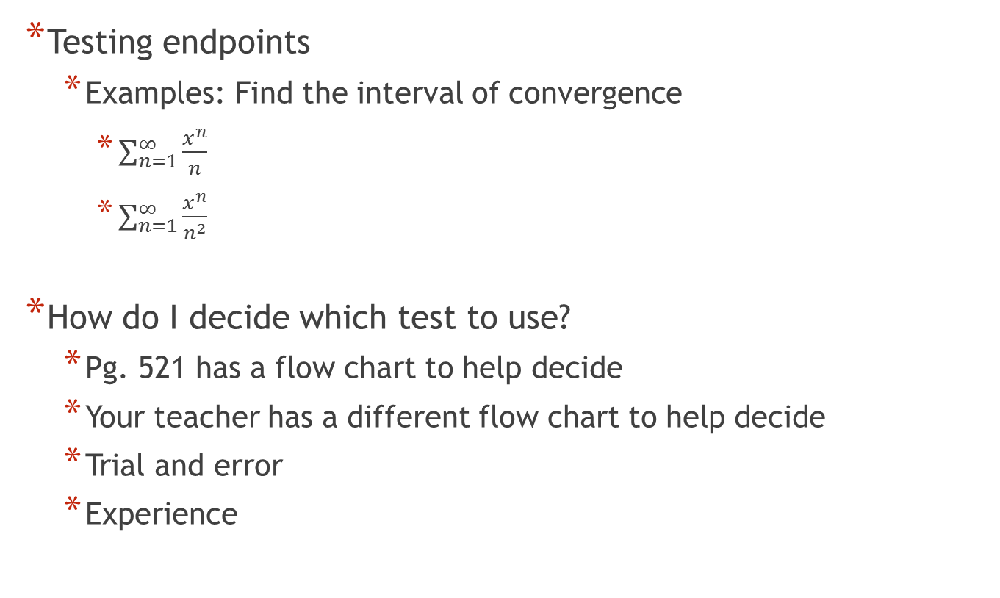 * Testing endpoints
* Examples: Find the interval of convergence
* $\sum_{n=1}^{\infty} \frac{x^n}{n}$
* $\sum_{n=1}^{\infty} \frac{x^n}{n^2}$
* How do I decide which test to use?
* Pg. 521 has a flow chart to help decide
* Your teacher has a different flow chart to help decide
* Trial and error
* Experience